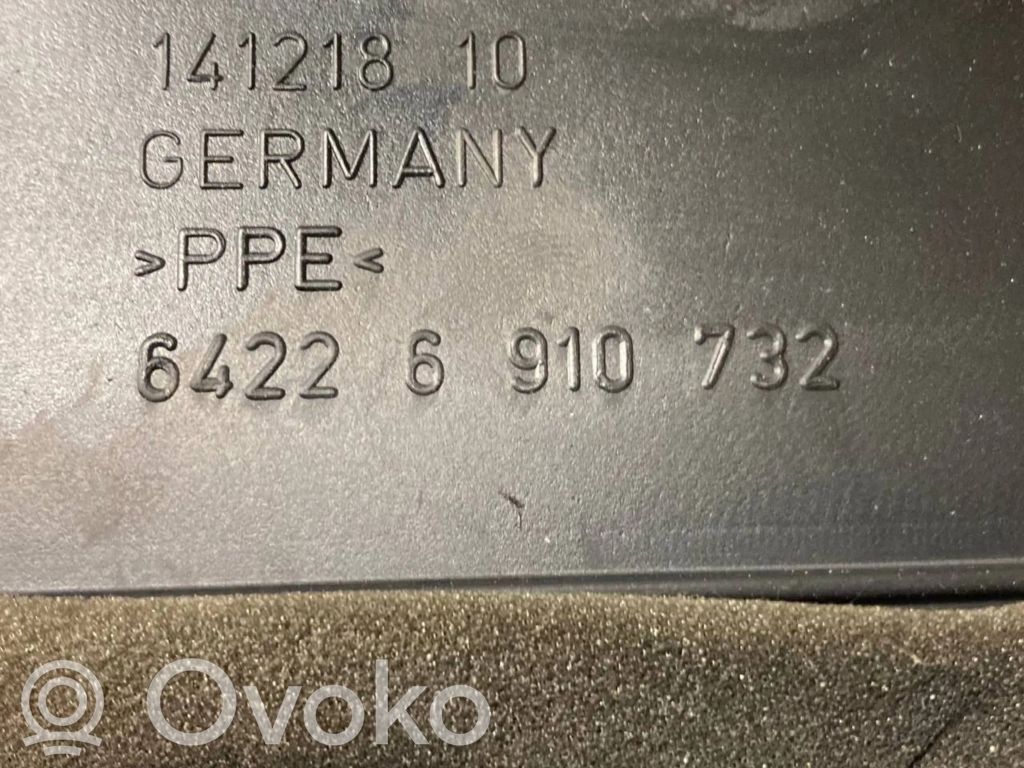 141218 10
GERMANY
>PPE<
6422 6 910 732
Ovoko